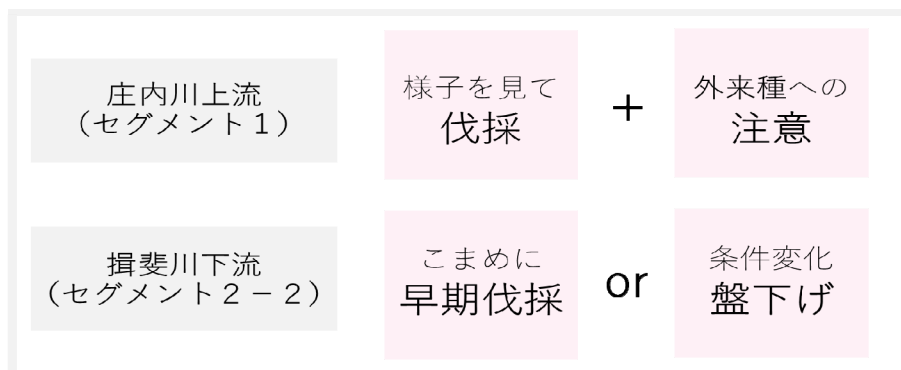 庄内川上流
(セグメント1)
様子を見て
伐採
+
外来種への
注意
揖斐川下流
(セグメント2-2)
こまめに
早期伐採
or
条件変化
盤下げ